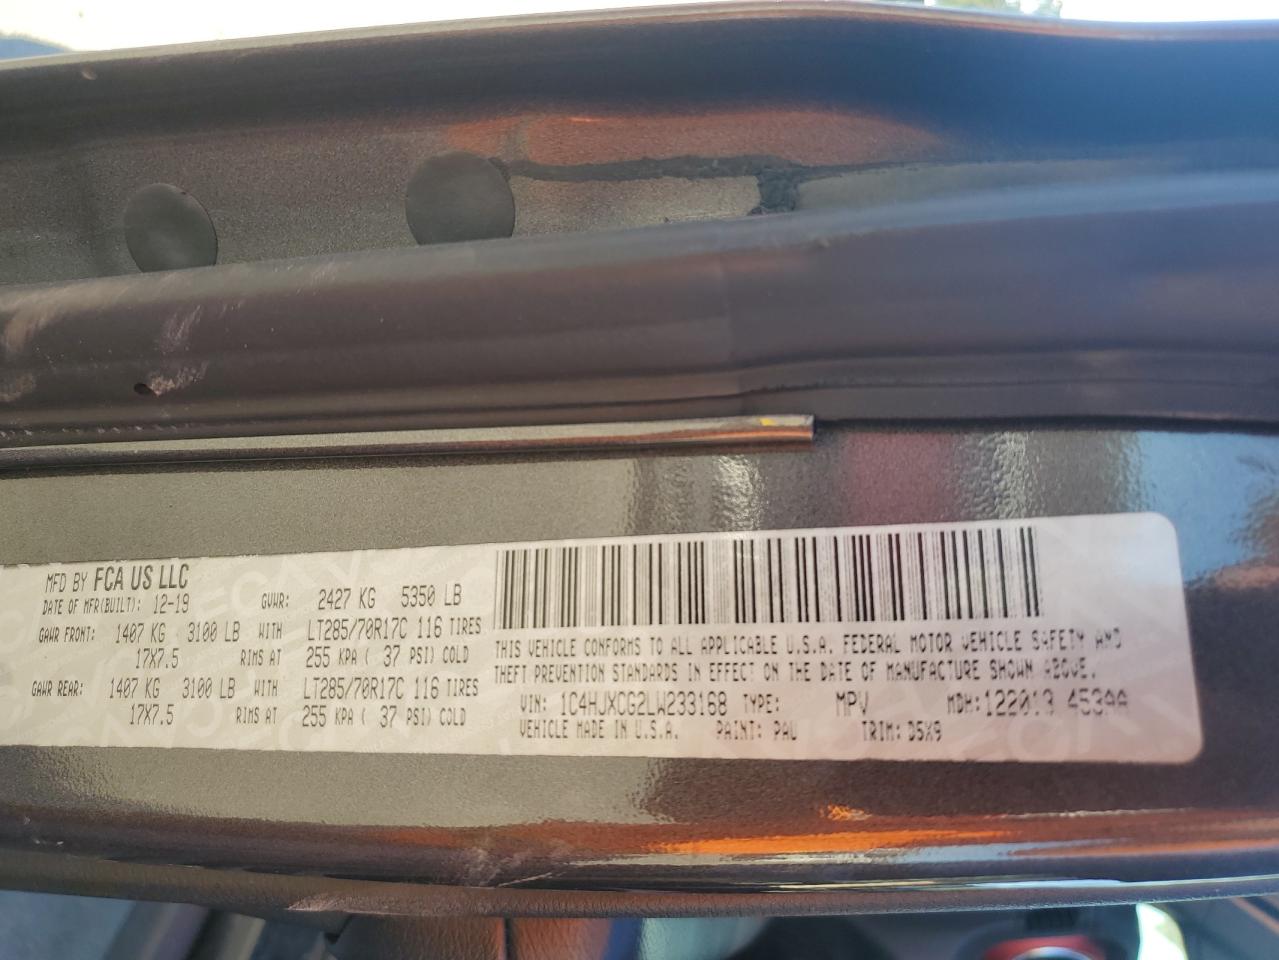 MFD BY FCA US LLC
DATE OF MFR(BUILT): 12-19 GVWR: 2427 KG 5350 LB
GAWR FRONT: 1407 KG 3100 LB WITH LT285/70R17C 116 TIRES
17X7.5 RIMS AT 255 KPA ( 37 PSI) COLD
GAWR REAR: 1407 KG 3100 LB WITH LT285/70R17C 116 TIRES
17X7.5 RIMS AT 255 KPA ( 37 PSI) COLD
THIS VEHICLE CONFORMS TO ALL APPLICABLE U.S.A. FEDERAL MOTOR VEHICLE SAFETY AND
THEFT PREVENTION STANDARDS IN EFFECT ON THE DATE OF MANUFACTURE SHOWN ABOVE.
VIN: 1C4HJXCG2LW233168 TYPE: MPV MDH: 122013 453AA
VEHICLE MADE IN U.S.A. PAINT: PAU TRIM: D5X9